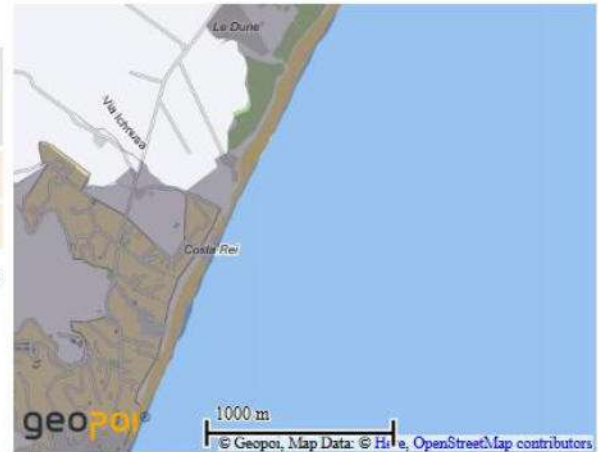 Le Dune
Via Ichnusa
Costa Rei
geopoi®
1000 m
© Geopoi, Map Data: © Here, OpenStreetMap contributors